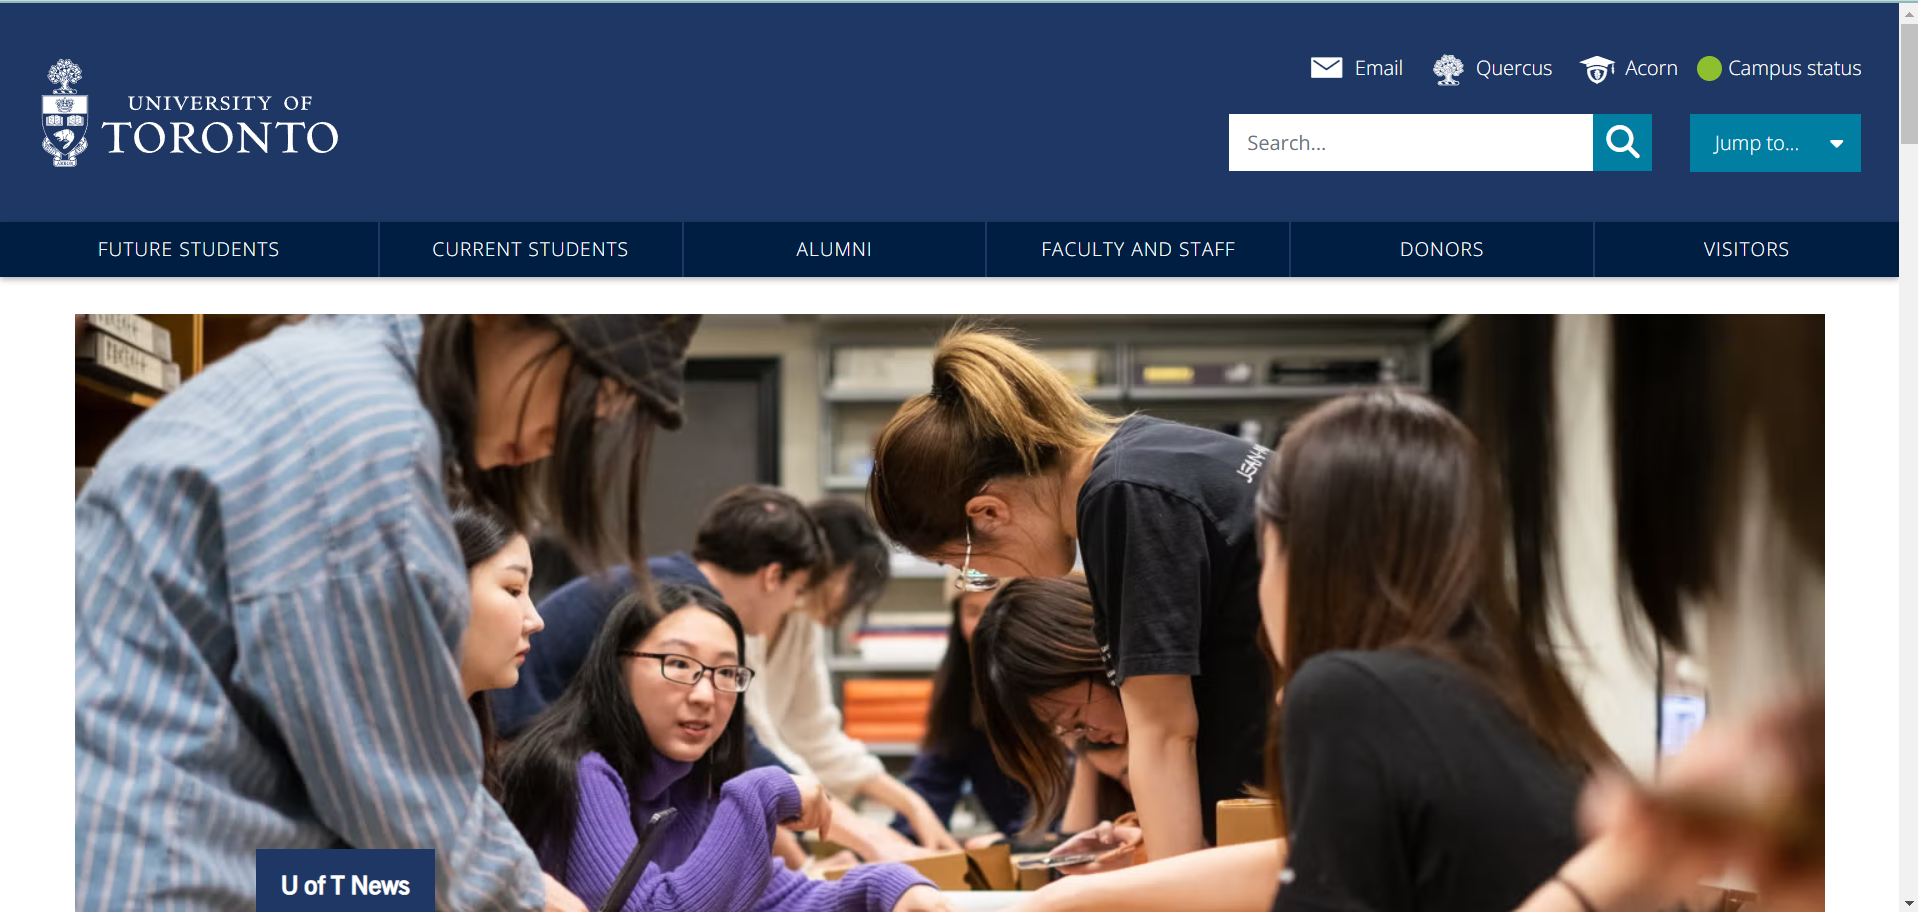 UNIVERSITY OF
TORONTO
Email
Quercus
Acorn
Campus status
Search...
Jump to...
FUTURE STUDENTS
CURRENT STUDENTS
ALUMNI
FACULTY AND STAFF
DONORS
VISITORS
U of T News